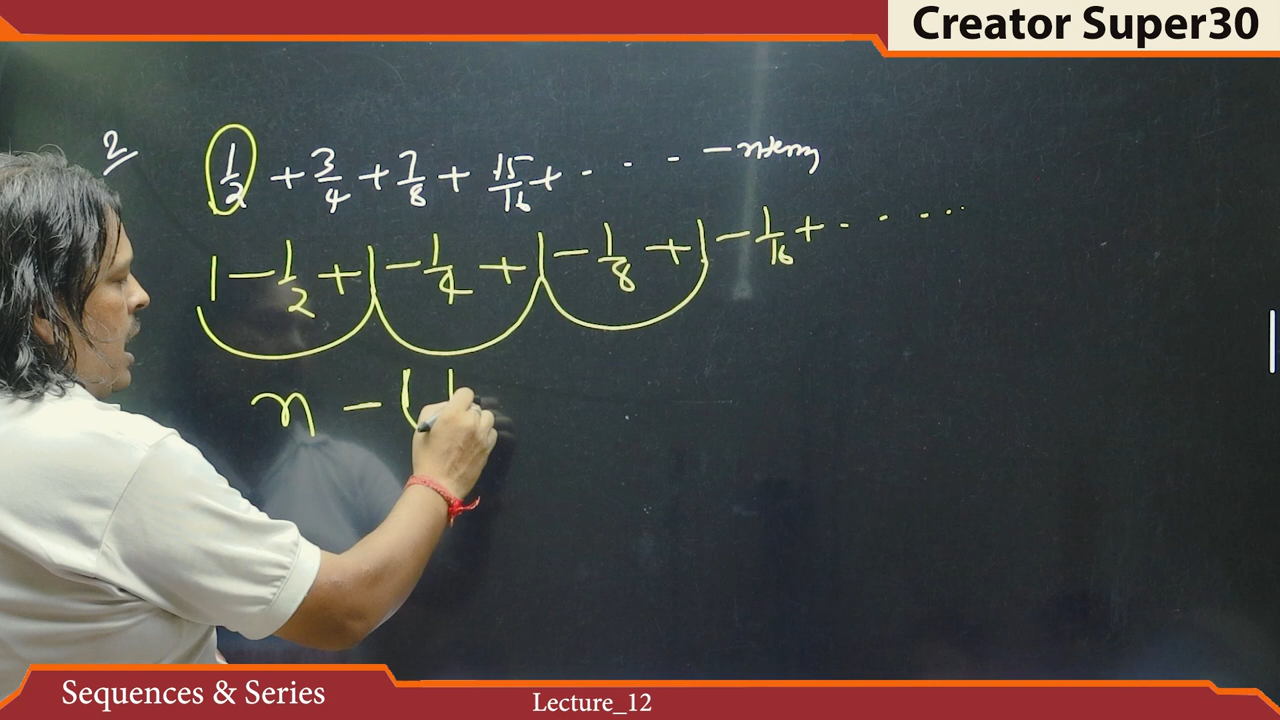 Creator Super30
2
1/2 + 3/4 + 7/8 + 15/16 + . . . . - n terms
1 - 1/2 + 1 - 1/4 + 1 - 1/8 + 1 - 1/16 + . . . . .
n - (1
Sequences & Series
Lecture_12